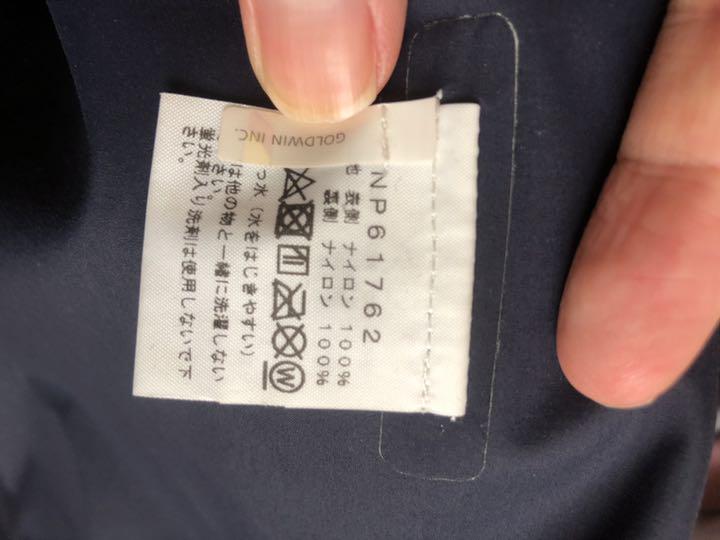 GOLDWIN INC.
NP61762
地 表側 ナイロン 100%
裏側 ナイロン 100%
W
っ水(水をはじきやすい)
は他の物と一緒に洗濯しない
さい。
蛍光剤入り洗剤は使用しないで下
さい。